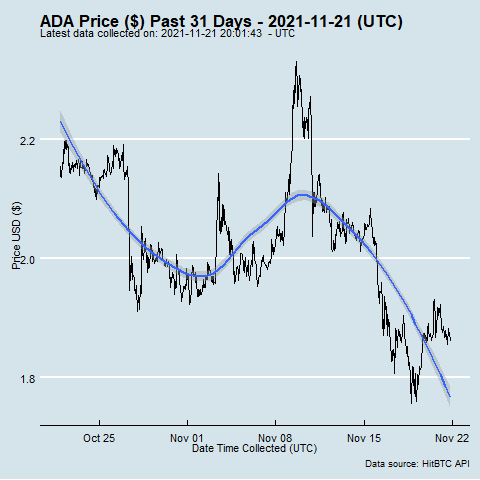 ADA Price ($) Past 31 Days - 2021-11-21 (UTC)
Latest data collected on: 2021-11-21 20:01:43 - UTC
Price USD ($)
2.2
2.0
1.8
Oct 25
Nov 01
Nov 08
Nov 15
Nov 22
Date Time Collected (UTC)
Data source: HitBTC API